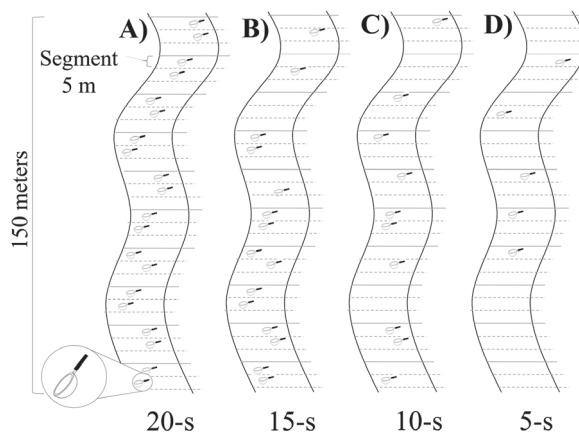 A)
B)
C)
D)
Segment
5 m
150 meters
20-s
15-s
10-s
5-s